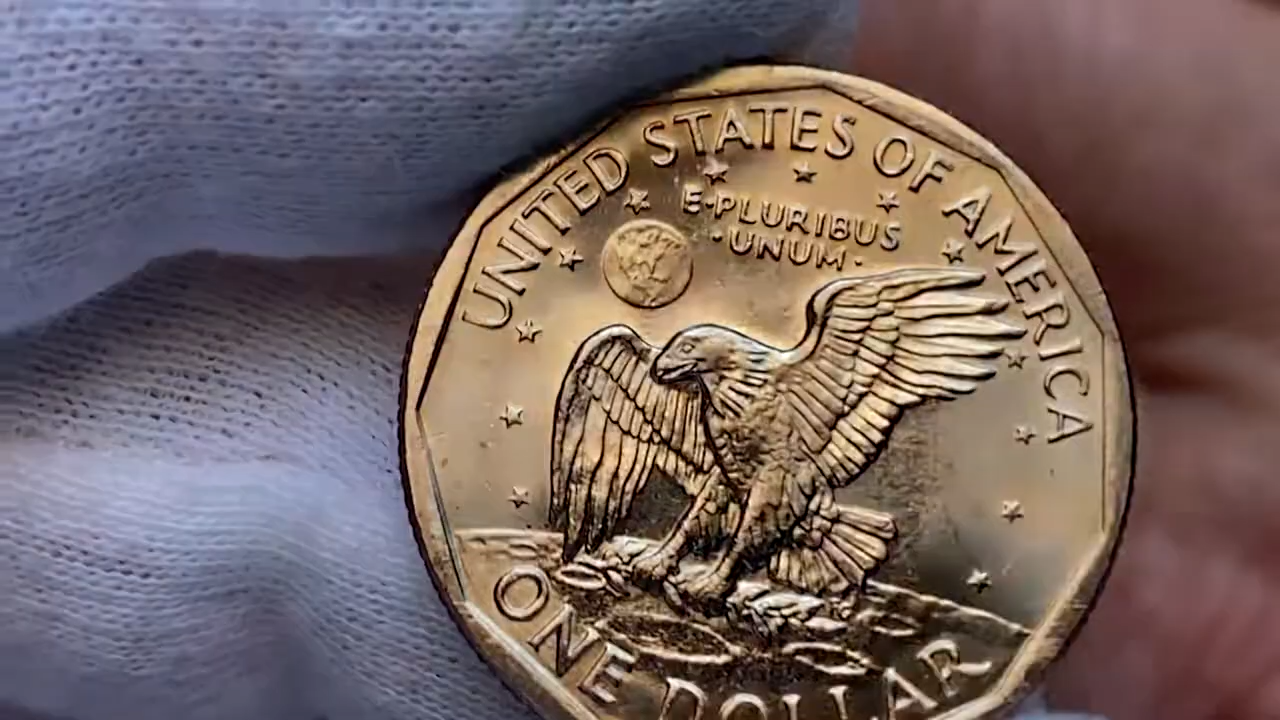 UNITED STATES OF AMERICA
E·PLURIBUS
·UNUM·
ONE DOLLAR